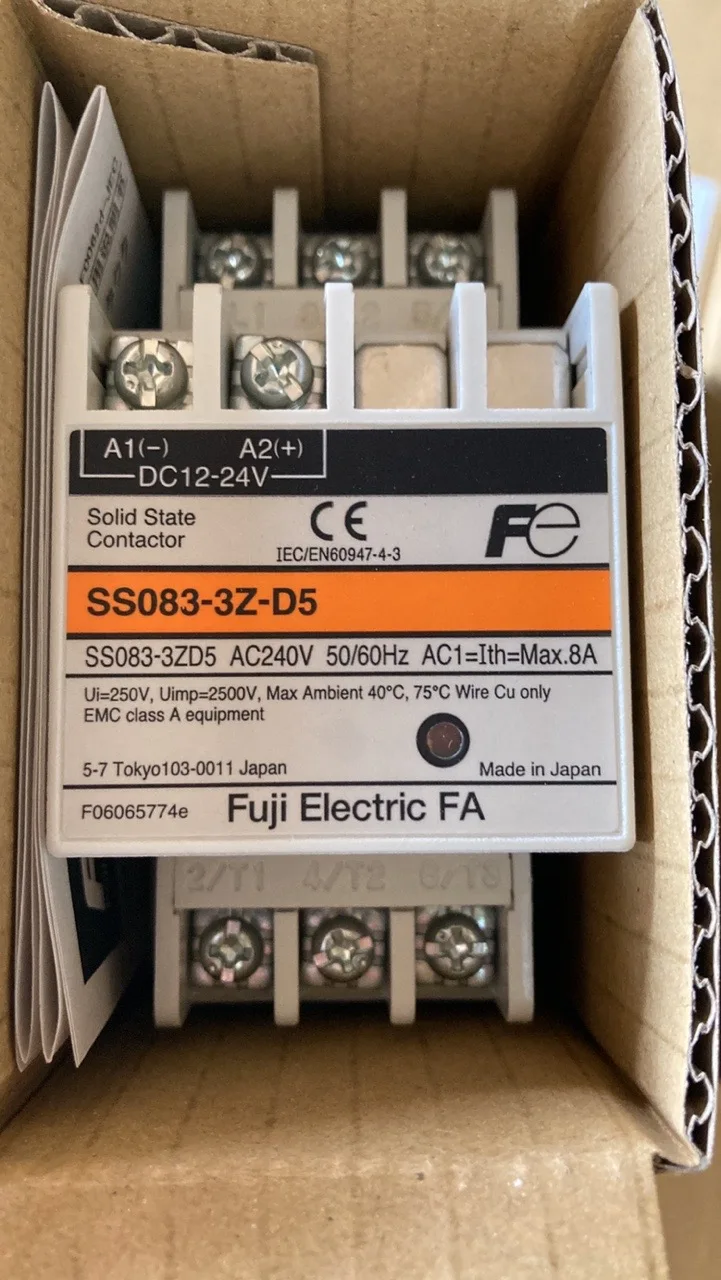 A1(-) A2(+)
DC12-24V
Solid State
Contactor
CE
IEC/EN60947-4-3
Fe
SS083-3Z-D5
SS083-3ZD5 AC240V 50/60Hz AC1=Ith=Max.8A
Ui=250V, Uimp=2500V, Max Ambient 40°C, 75°C Wire Cu only
EMC class A equipment
5-7 Tokyo103-0011 Japan
Made in Japan
F06065774e
Fuji Electric FA
2/T1 4/T2 6/T3